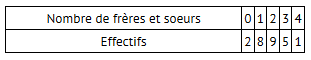 Nombre de frères et soeurs 0 1 2 3 4
Effectifs 2 8 9 5 1